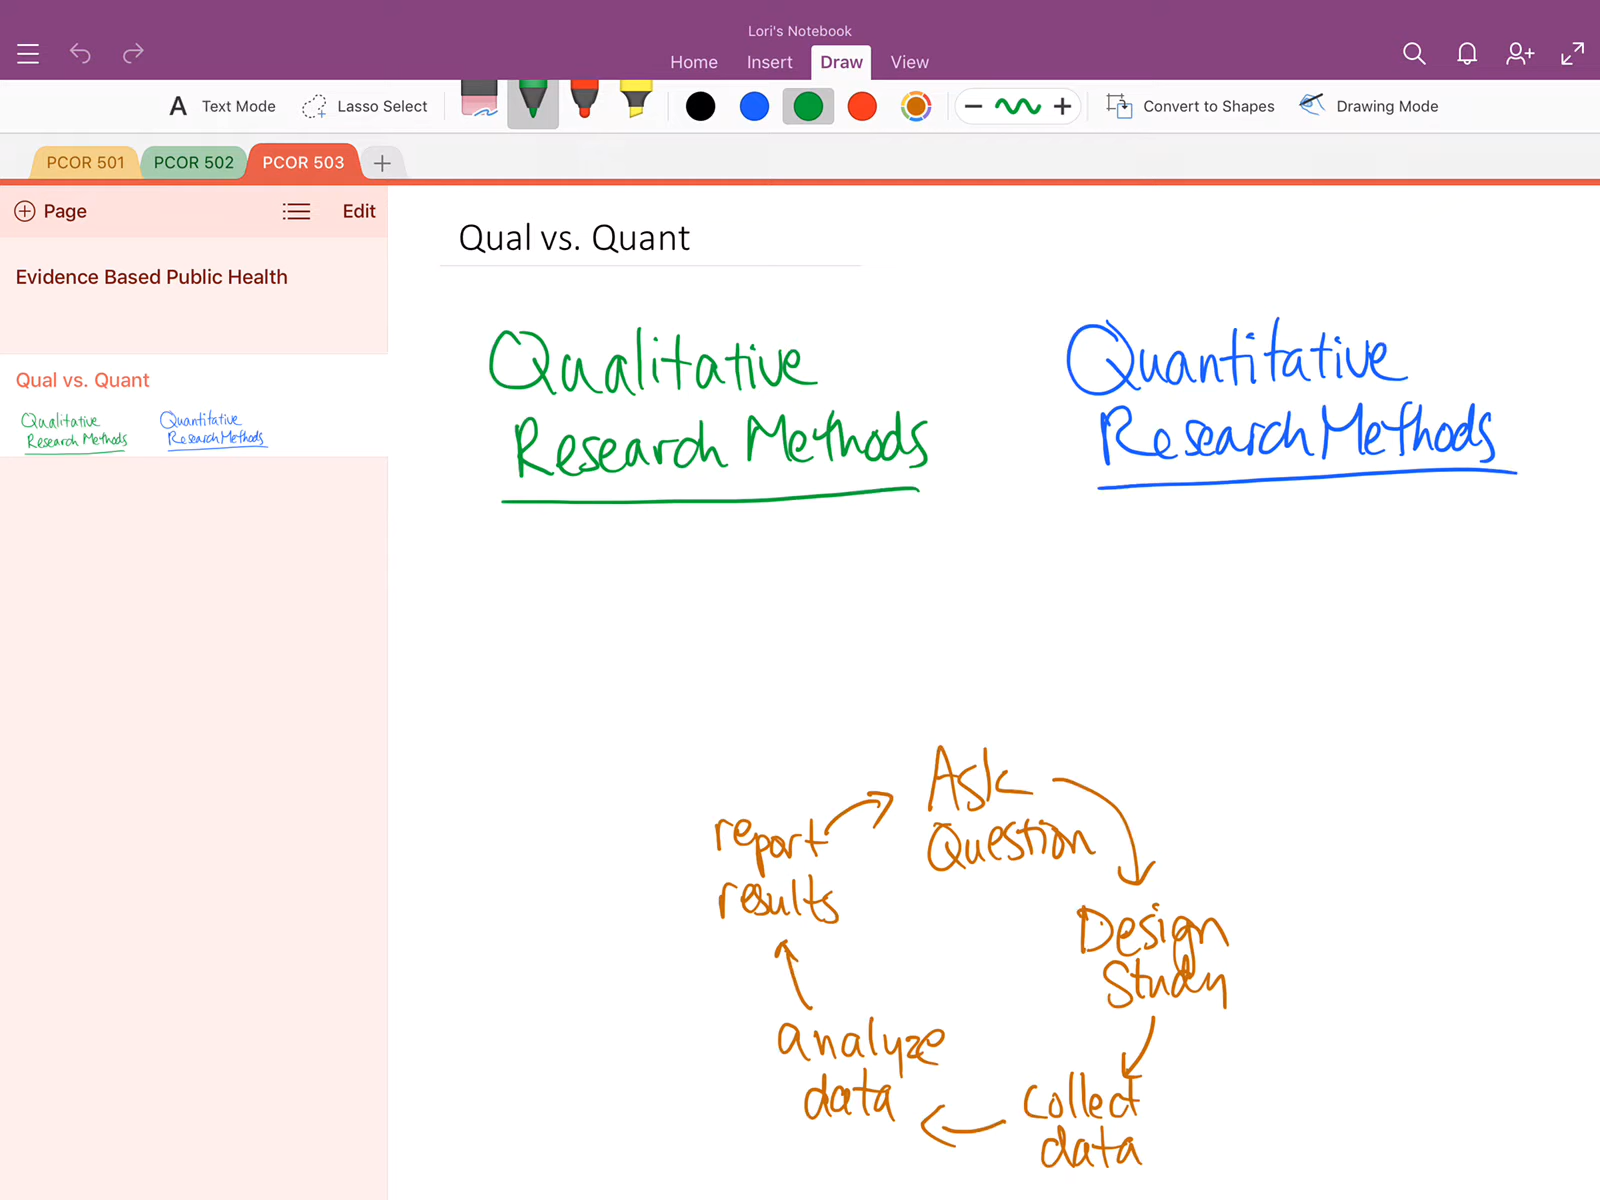 Lori's Notebook
Home Insert Draw View
A Text Mode Lasso Select Convert to Shapes Drawing Mode
PCOR 501 PCOR 502 PCOR 503
Page Edit
Evidence Based Public Health
Qual vs. Quant
Qualitative
Research Methods
Quantitative
Research Methods
Qual vs. Quant
Qualitative
Research Methods
Quantitative
Research Methods
Ask
Question
Design
Study
collect
data
analyze
data
report
results